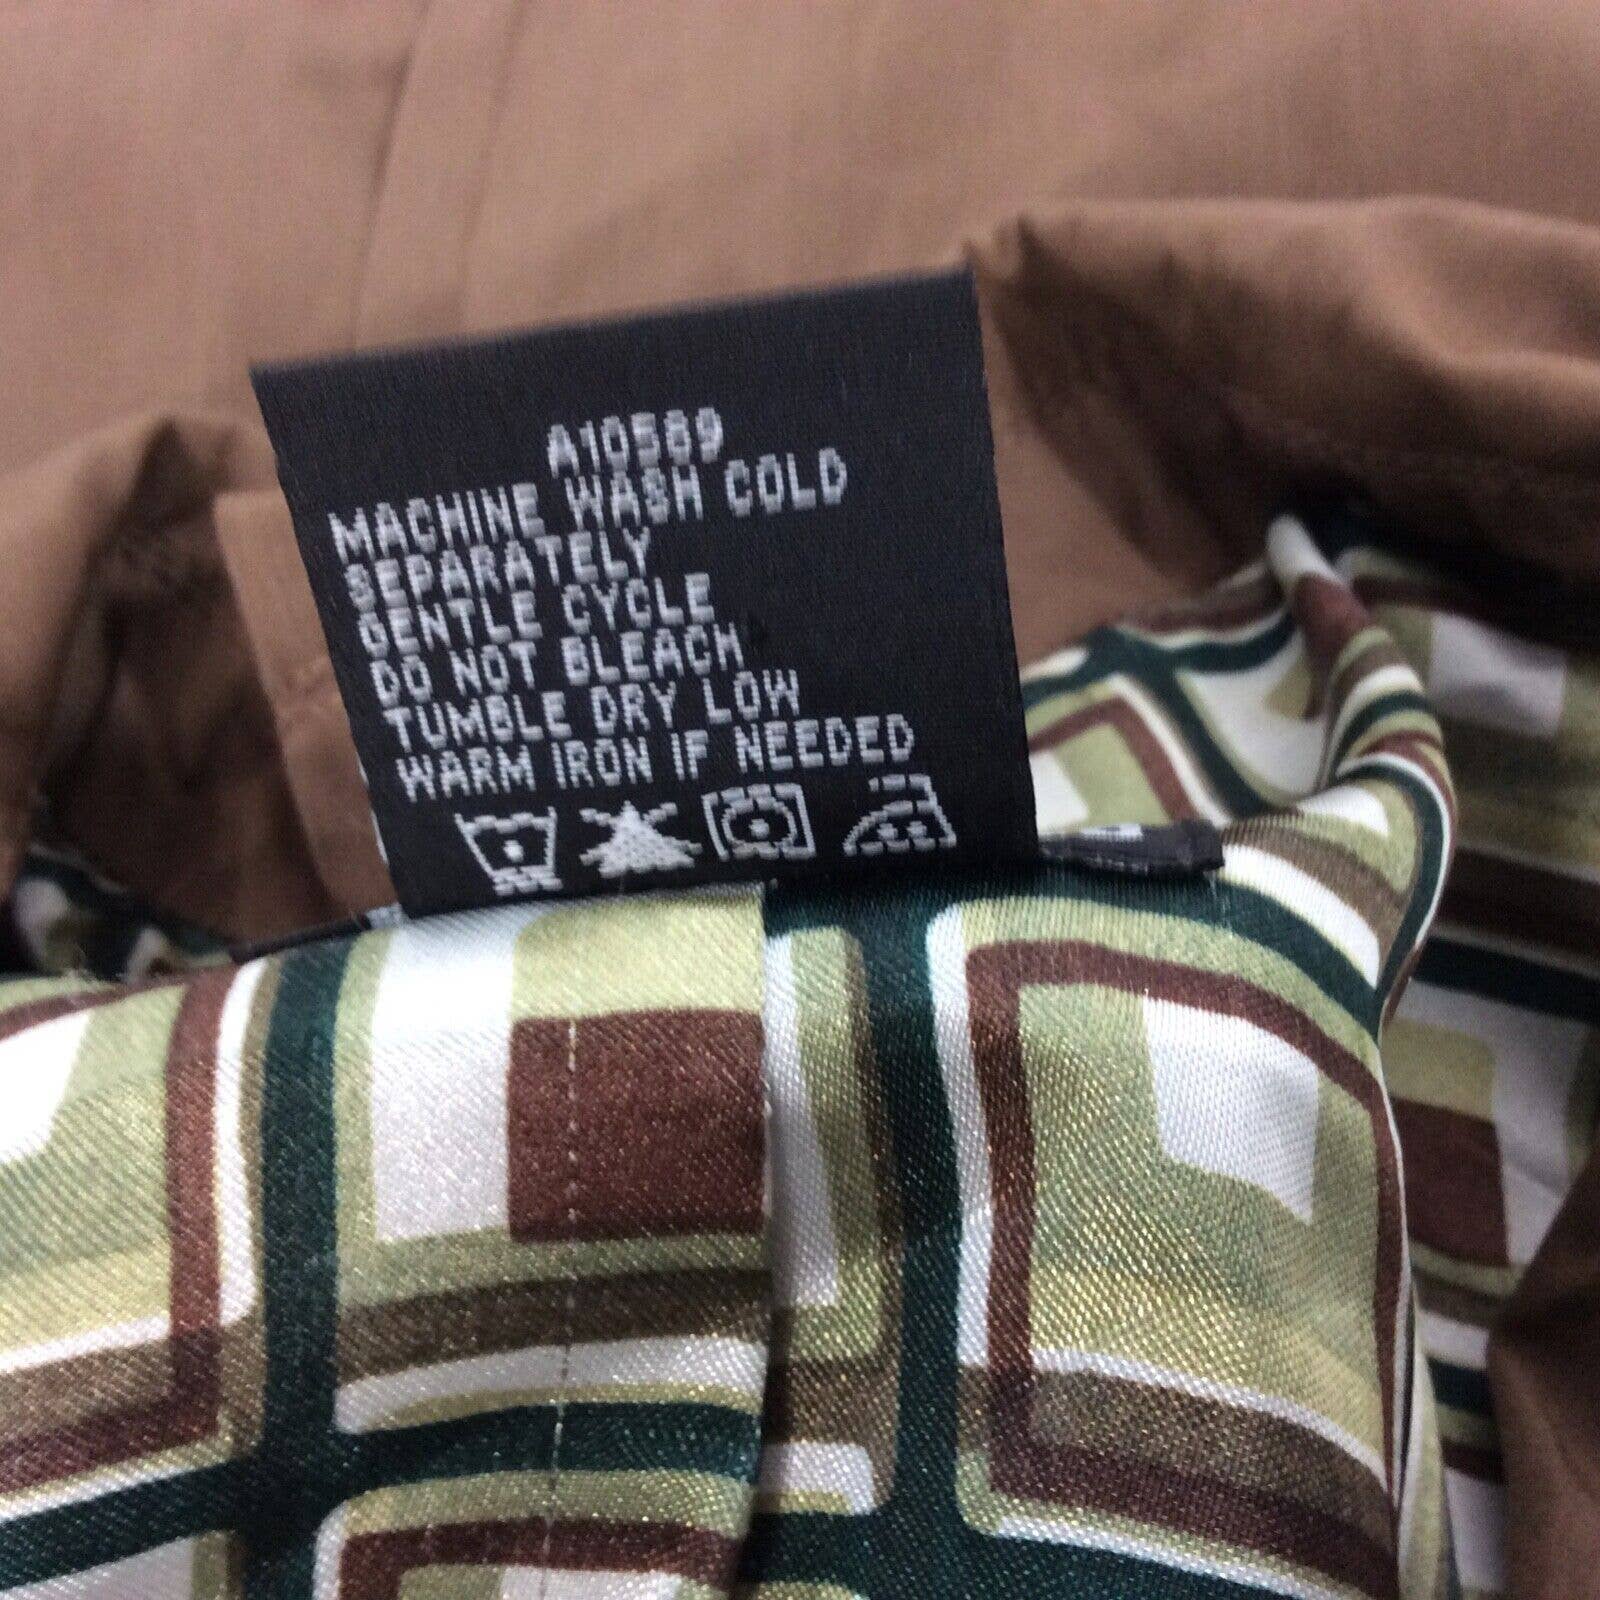 A10589
MACHINE WASH COLD
SEPARATELY
GENTLE CYCLE
DO NOT BLEACH
TUMBLE DRY LOW
WARM IRON IF NEEDED